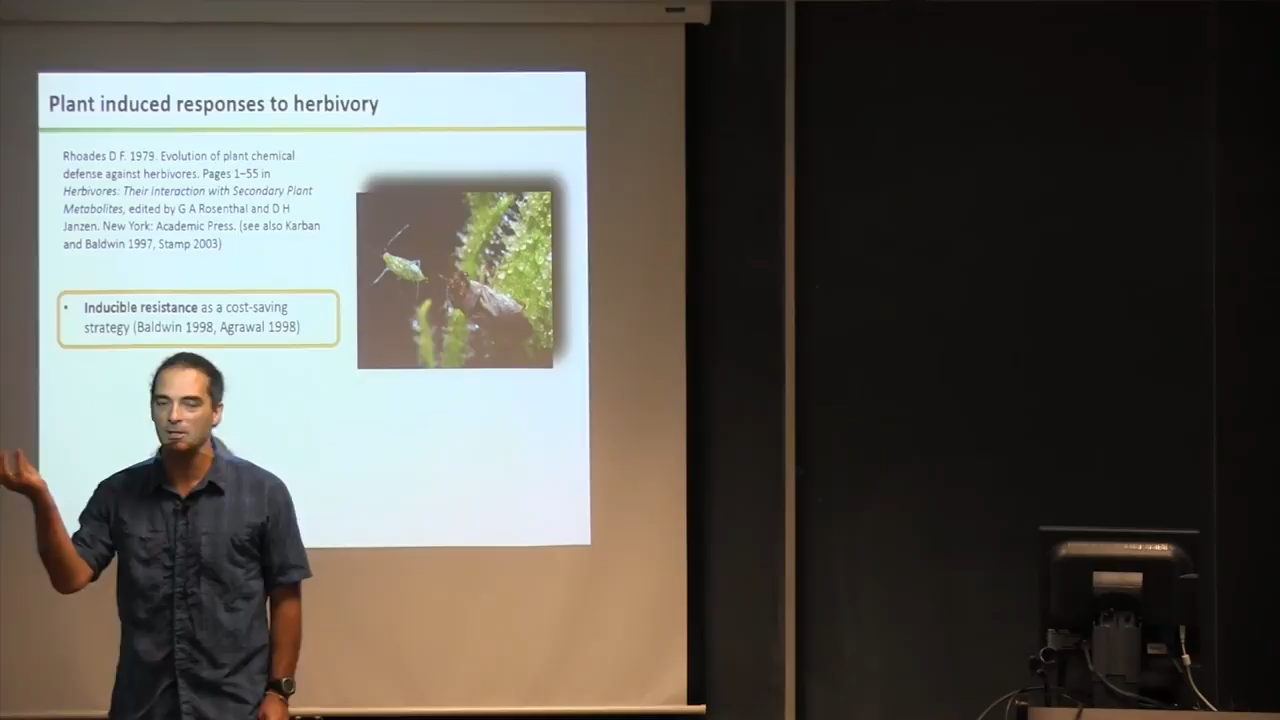 Plant induced responses to herbivory
Rhoades D F. 1979. Evolution of plant chemical
defense against herbivores. Pages 1–55 in
Herbivores: Their Interaction with Secondary Plant
Metabolites, edited by G A Rosenthal and D H
Janzen. New York: Academic Press. (see also Karban
and Baldwin 1997, Stamp 2003)
• Inducible resistance as a cost-saving
strategy (Baldwin 1998, Agrawal 1998)